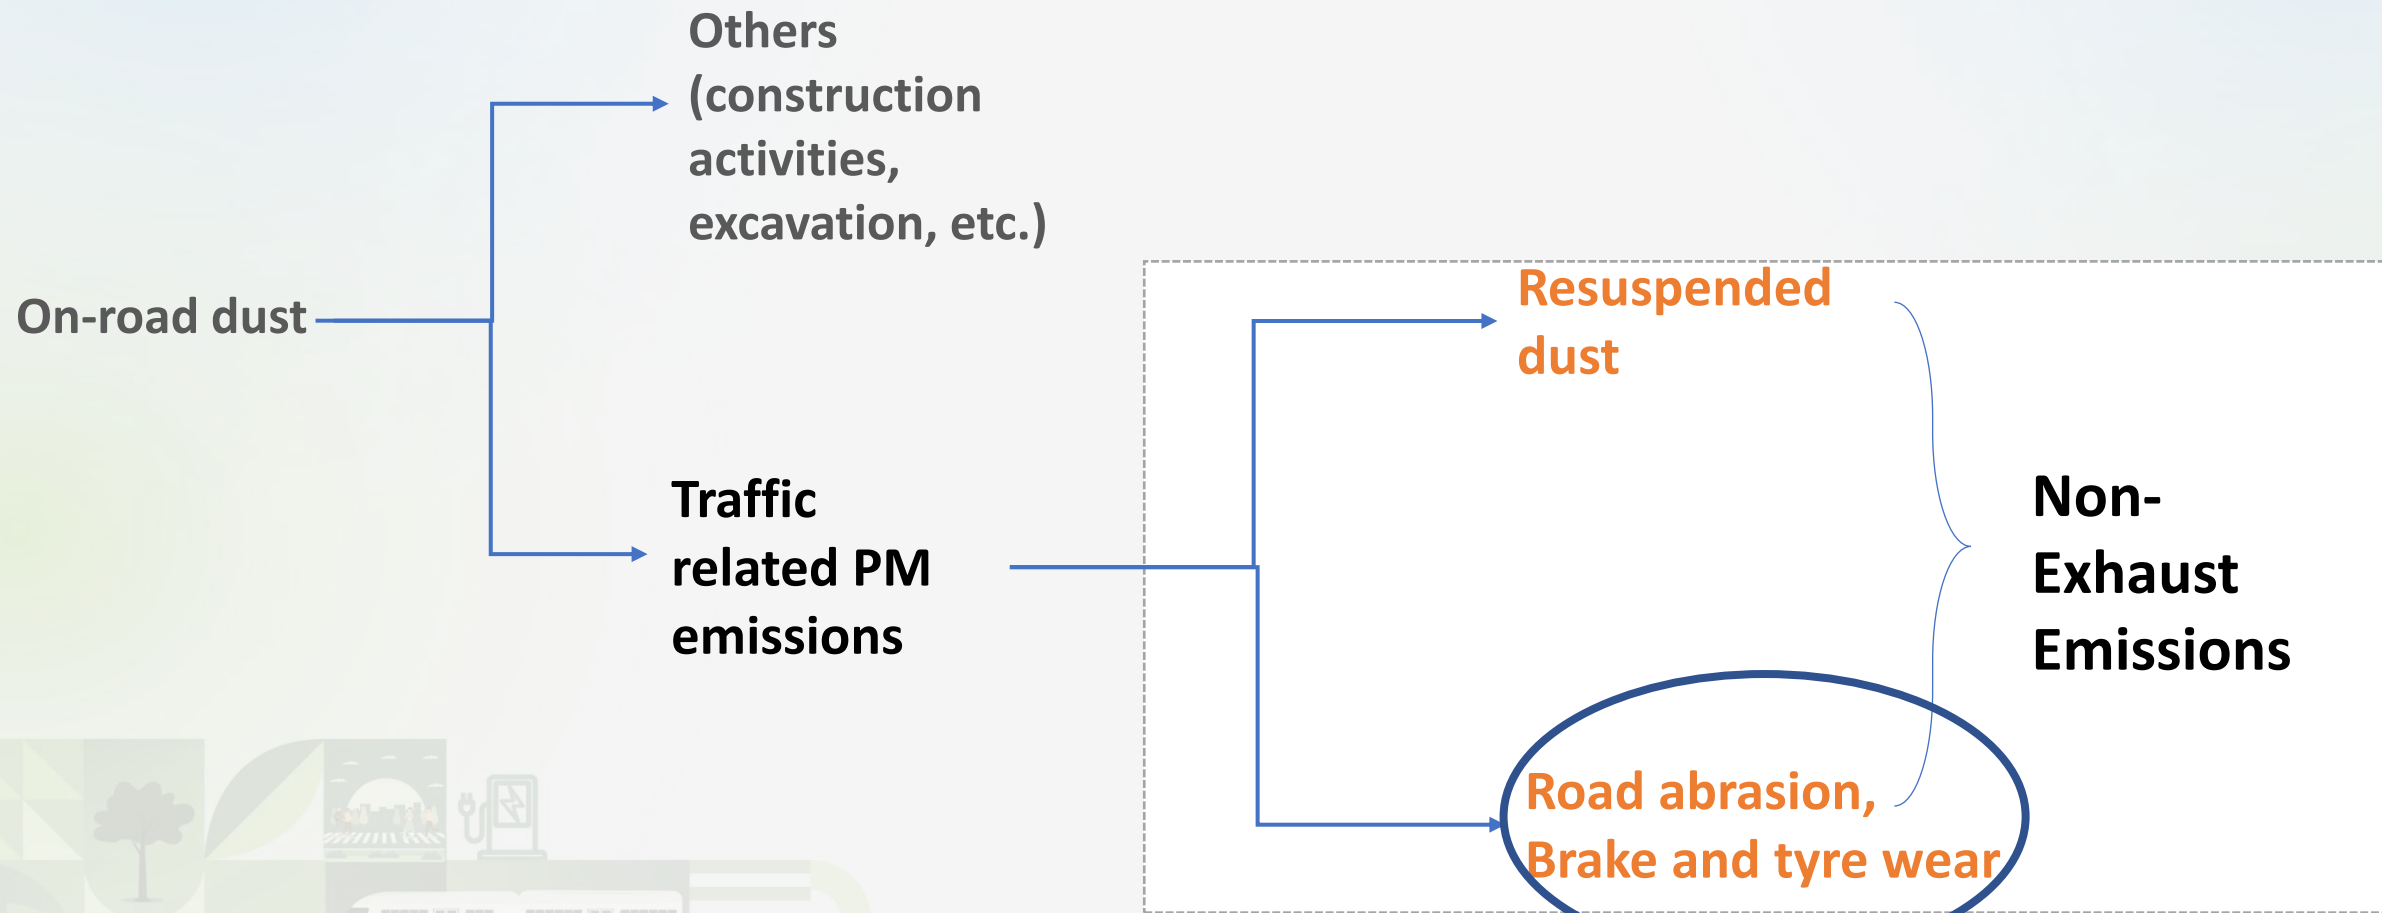 Others
(construction
activities,
excavation, etc.)
On-road dust
Traffic
related PM
emissions
Resuspended
dust
Road abrasion,
Brake and tyre wear
Non-
Exhaust
Emissions